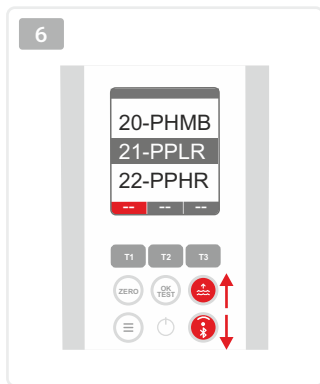 6
20-PHMB
21-PPLR
22-PPHR
-- -- --
T1 T2 T3
ZERO OK TEST